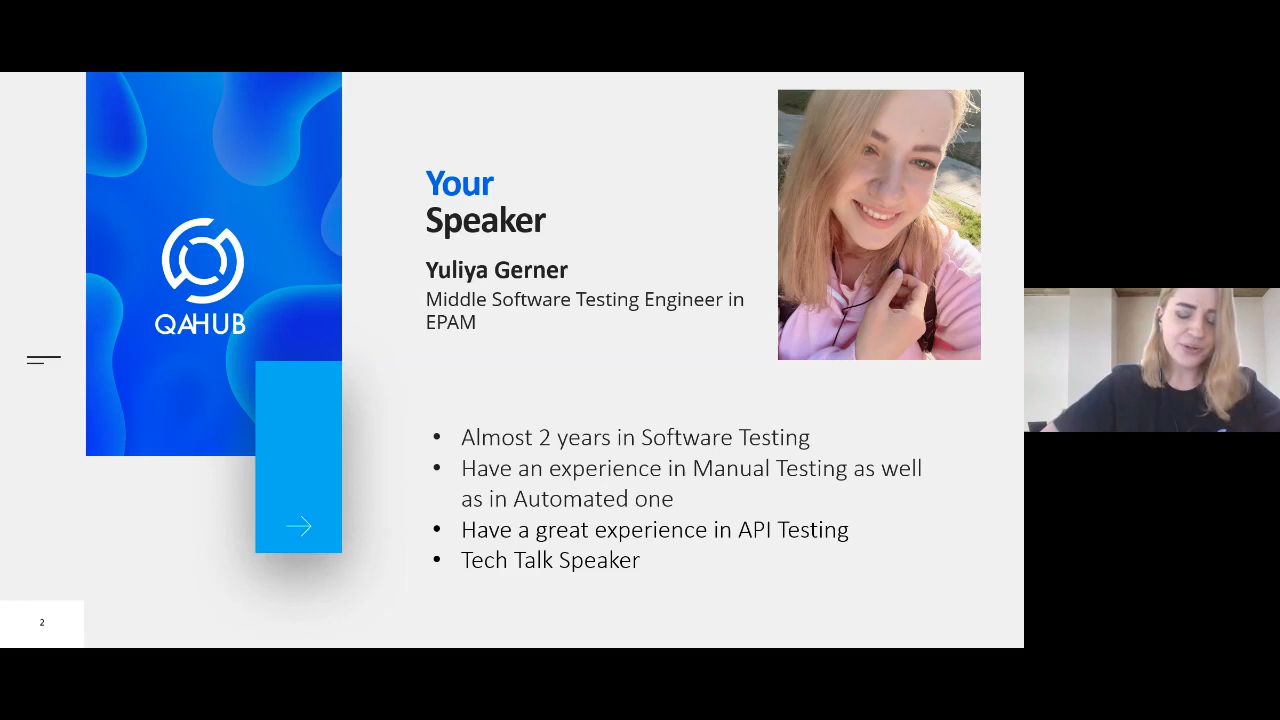 QAHUB
Your
Speaker
Yuliya Gerner
Middle Software Testing Engineer in
EPAM
• Almost 2 years in Software Testing
• Have an experience in Manual Testing as well
as in Automated one
• Have a great experience in API Testing
• Tech Talk Speaker
2